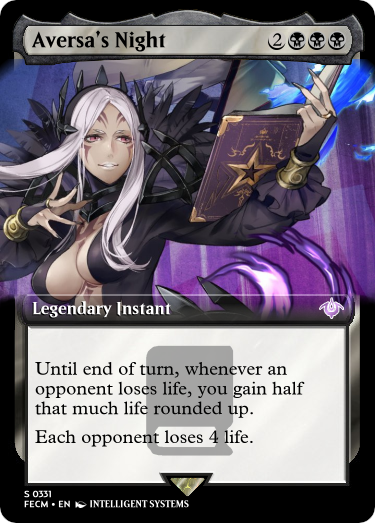 Aversa's Night 2
Legendary Instant
Until end of turn, whenever an
opponent loses life, you gain half
that much life rounded up.
Each opponent loses 4 life.
S 0331
FECM • EN INTELLIGENT SYSTEMS